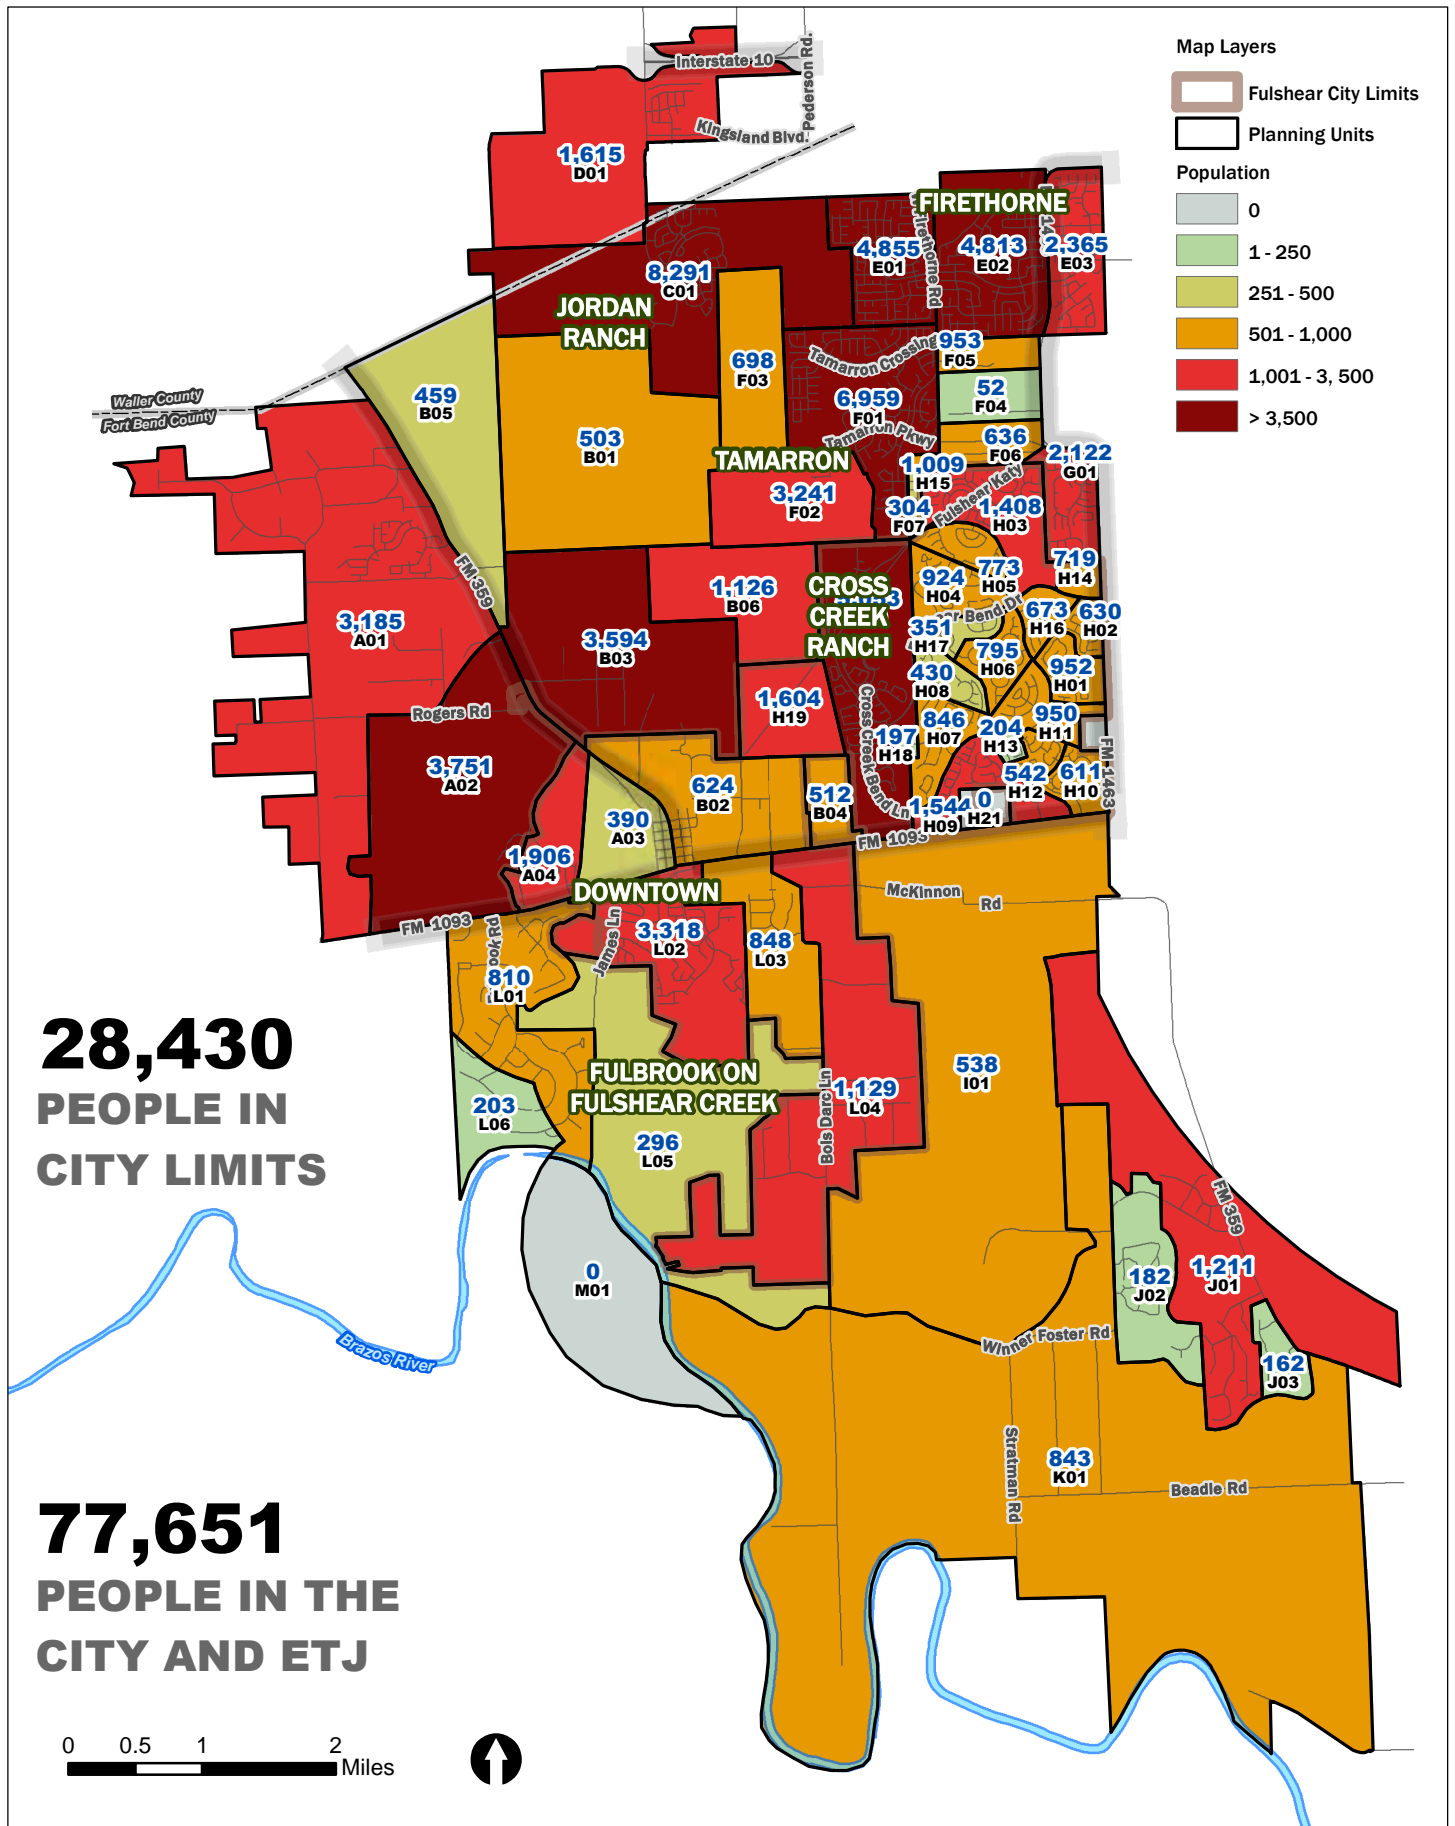 Map Layers
Fulshear City Limits
Planning Units
Population
0
1 - 250
251 - 500
501 - 1,000
1,001 - 3, 500
> 3,500
Interstate 10
Pederson Rd.
Kingsland Blvd.
1,615
D01
FIRETHORNE
Firethorne Rd
4,855
E01
4,813
E02
2,365
E03
8,291
C01
JORDAN
RANCH
Tamarron Crossing
953
F05
698
F03
52
F04
6,959
F01
Tamarron Pkwy
459
B05
Waller County
Fort Bend County
503
B01
636
F06
2,122
G01
TAMARRON
1,009
H15
Fulshear Katy
3,241
F02
304
F07
1,408
H03
FM 359
1,126
B06
CROSS
CREEK
RANCH
924
H04
773
H05
719
H14
Bend Dr
673
H16
630
H02
3,185
A01
3,594
B03
351
H17
795
H06
952
H01
430
H08
Rogers Rd
1,604
H19
Cross Creek Bend Ln
197
H18
846
H07
204
H13
950
H11
FM 1463
3,751
A02
624
B02
512
B04
542
H12
611
H10
390
A03
1,544
H09
0
H21
FM 1093
1,906
A04
DOWNTOWN
McKinnon
Rd
FM 1093
James Ln
3,318
L02
848
L03
810
L01
28,430
PEOPLE IN
CITY LIMITS
FULBROOK ON
FULSHEAR CREEK
538
I01
Bois Darc Ln
1,129
L04
203
L06
296
L05
FM 359
0
M01
182
J02
1,211
J01
Brazos River
Winner Foster Rd
162
J03
Stratman Rd
843
K01
Beadle Rd
77,651
PEOPLE IN THE
CITY AND ETJ
0 0.5 1 2
Miles